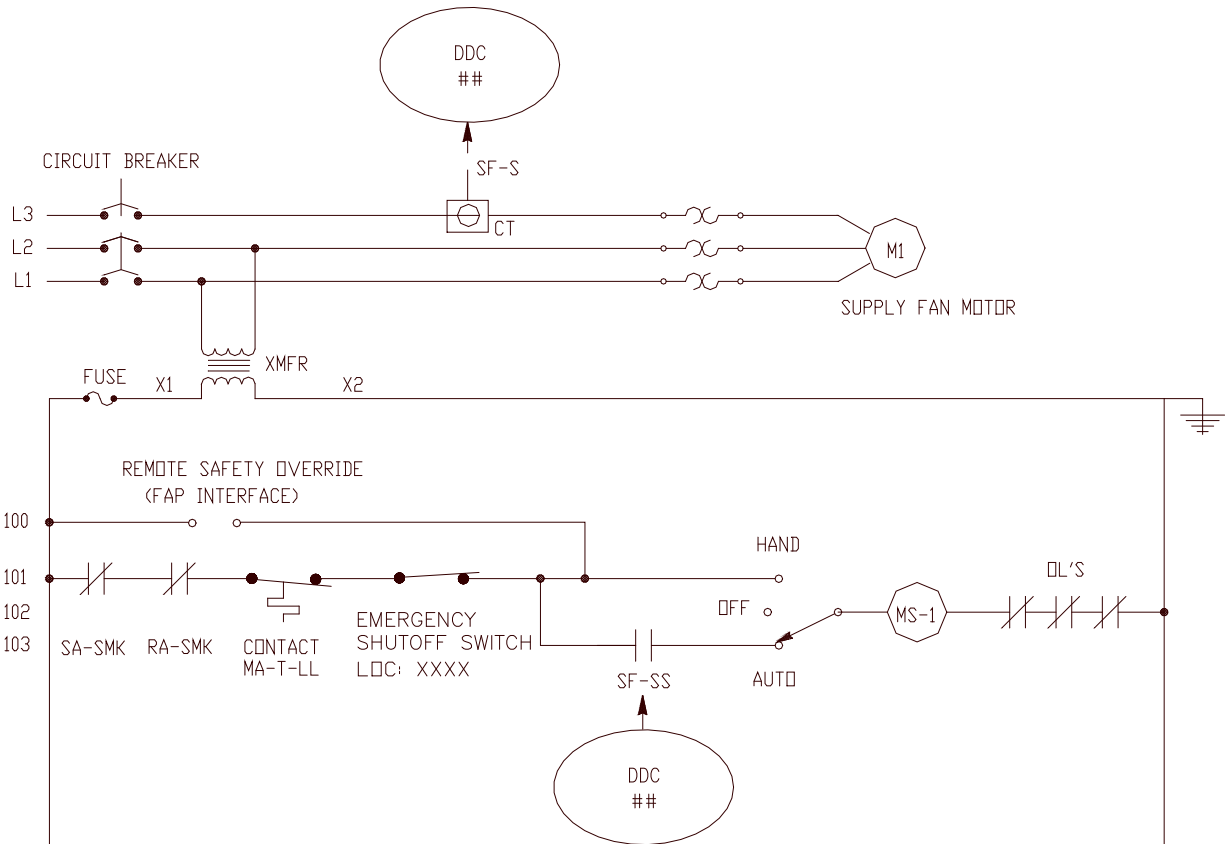 DDC
##
CIRCUIT BREAKER
SF-S
L3
CT
L2
M1
L1
SUPPLY FAN MOTOR
XMFR
FUSE
X1
X2
REMOTE SAFETY OVERRIDE
(FAP INTERFACE)
100
HAND
101
OL'S
OFF
102
MS-1
EMERGENCY
SHUTOFF SWITCH
LOC: XXXX
103
SA-SMK
RA-SMK
CONTACT
MA-T-LL
SF-SS
AUTO
DDC
##